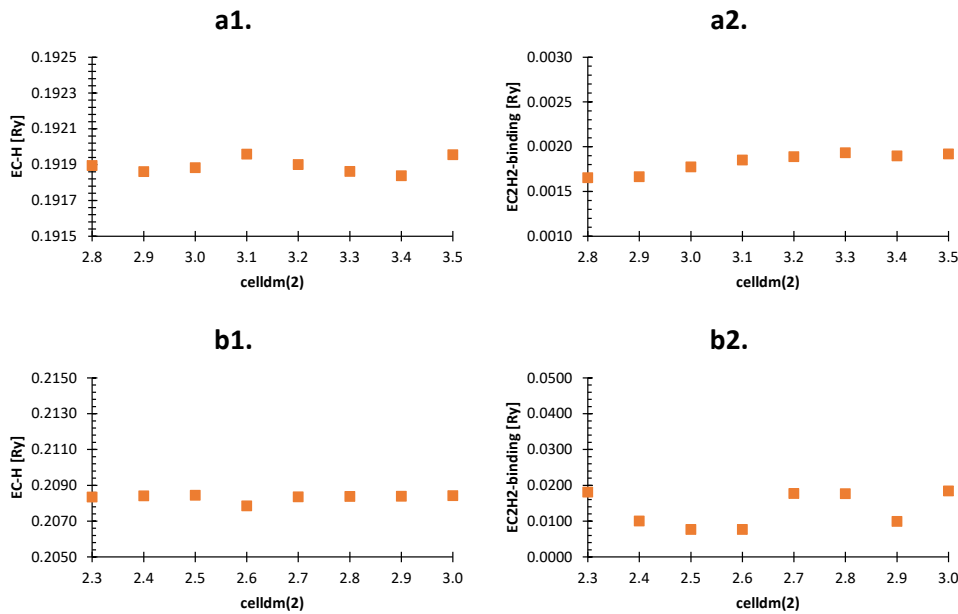 a1.
EC-H [Ry]
0.1925
0.1923
0.1921
0.1919
0.1917
0.1915
2.8 2.9 3.0 3.1 3.2 3.3 3.4 3.5
celldm(2)
a2.
EC2H2-binding [Ry]
0.0030
0.0025
0.0020
0.0015
0.0010
2.8 2.9 3.0 3.1 3.2 3.3 3.4 3.5
celldm(2)
b1.
EC-H [Ry]
0.2150
0.2130
0.2110
0.2090
0.2070
0.2050
2.3 2.4 2.5 2.6 2.7 2.8 2.9 3.0
celldm(2)
b2.
EC2H2-binding [Ry]
0.0500
0.0400
0.0300
0.0200
0.0100
0.0000
2.3 2.4 2.5 2.6 2.7 2.8 2.9 3.0
celldm(2)